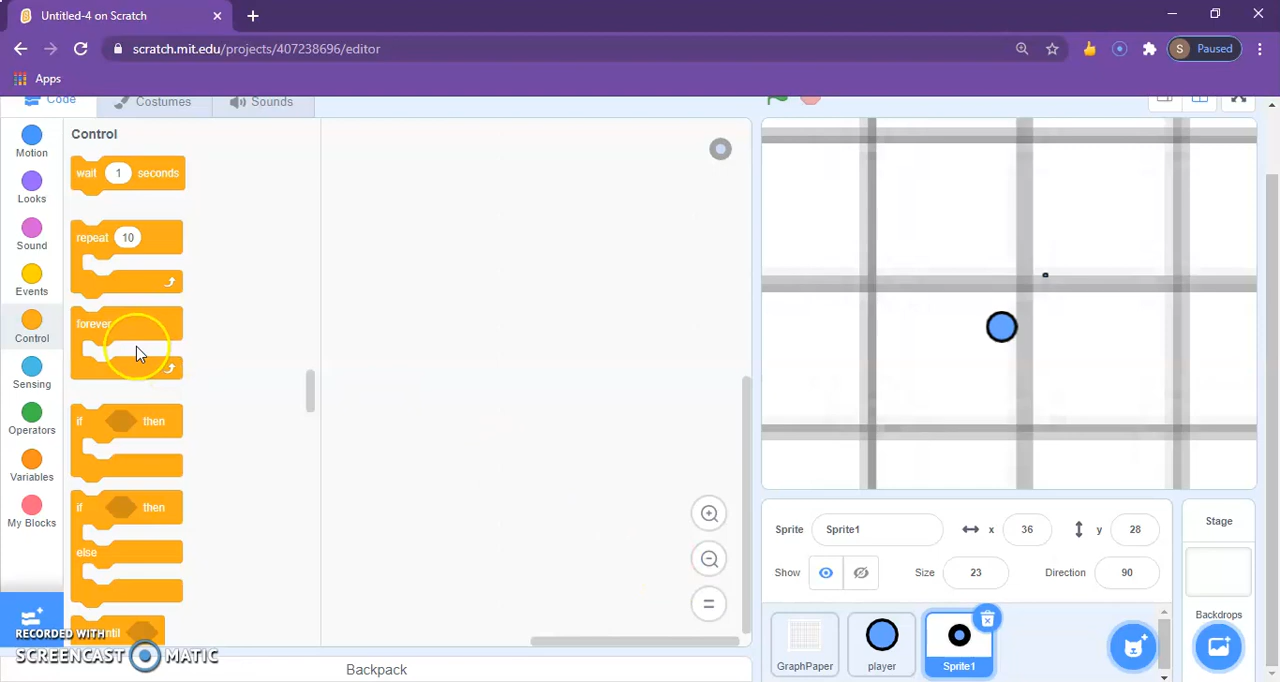 Untitled-4 on Scratch
scratch.mit.edu/projects/407238696/editor
S Paused
Apps
Code
Costumes
Sounds
Motion
Looks
Sound
Events
Control
Sensing
Operators
Variables
My Blocks
Control
wait 1 seconds
repeat 10
forever
if then
if then
else
RECORDED WITH
SCREENCAST MATIC
Backpack
Sprite Sprite1 x 36 y 28
Show Size 23 Direction 90
GraphPaper
player
Sprite1
Stage
Backdrops